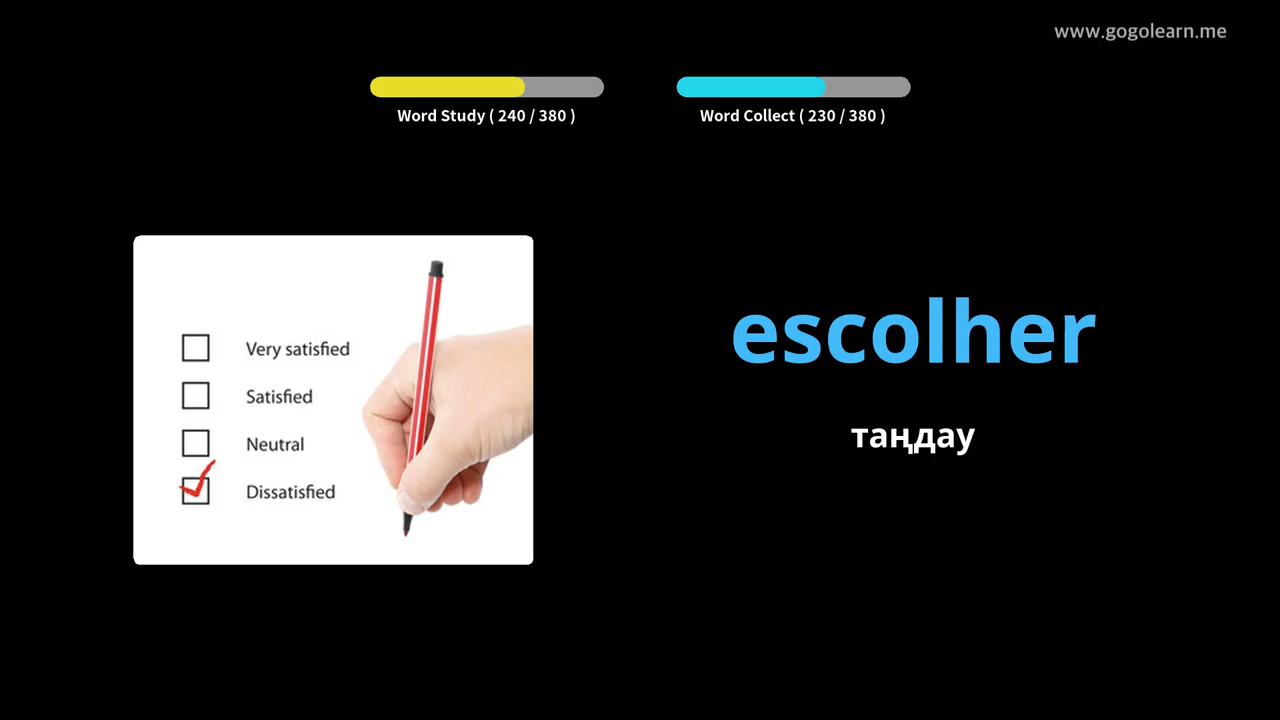 www.gogolearn.me
Word Study ( 240 / 380 )
Word Collect ( 230 / 380 )
Very satisfied
Satisfied
Neutral
Dissatisfied
escolher
таңдау